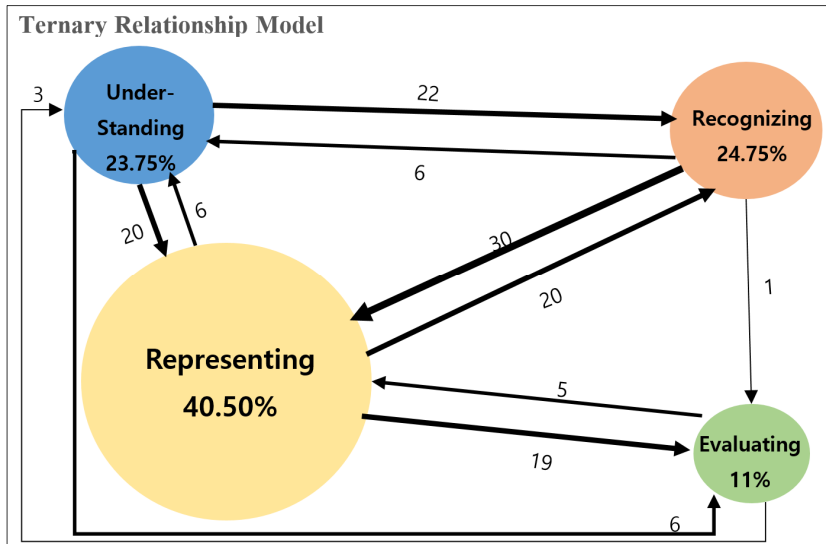 Ternary Relationship Model
3
Under-
Standing
23.75%
22
Recognizing
24.75%
6
20
6
30
20
1
Representing
40.50%
5
19
Evaluating
11%
6